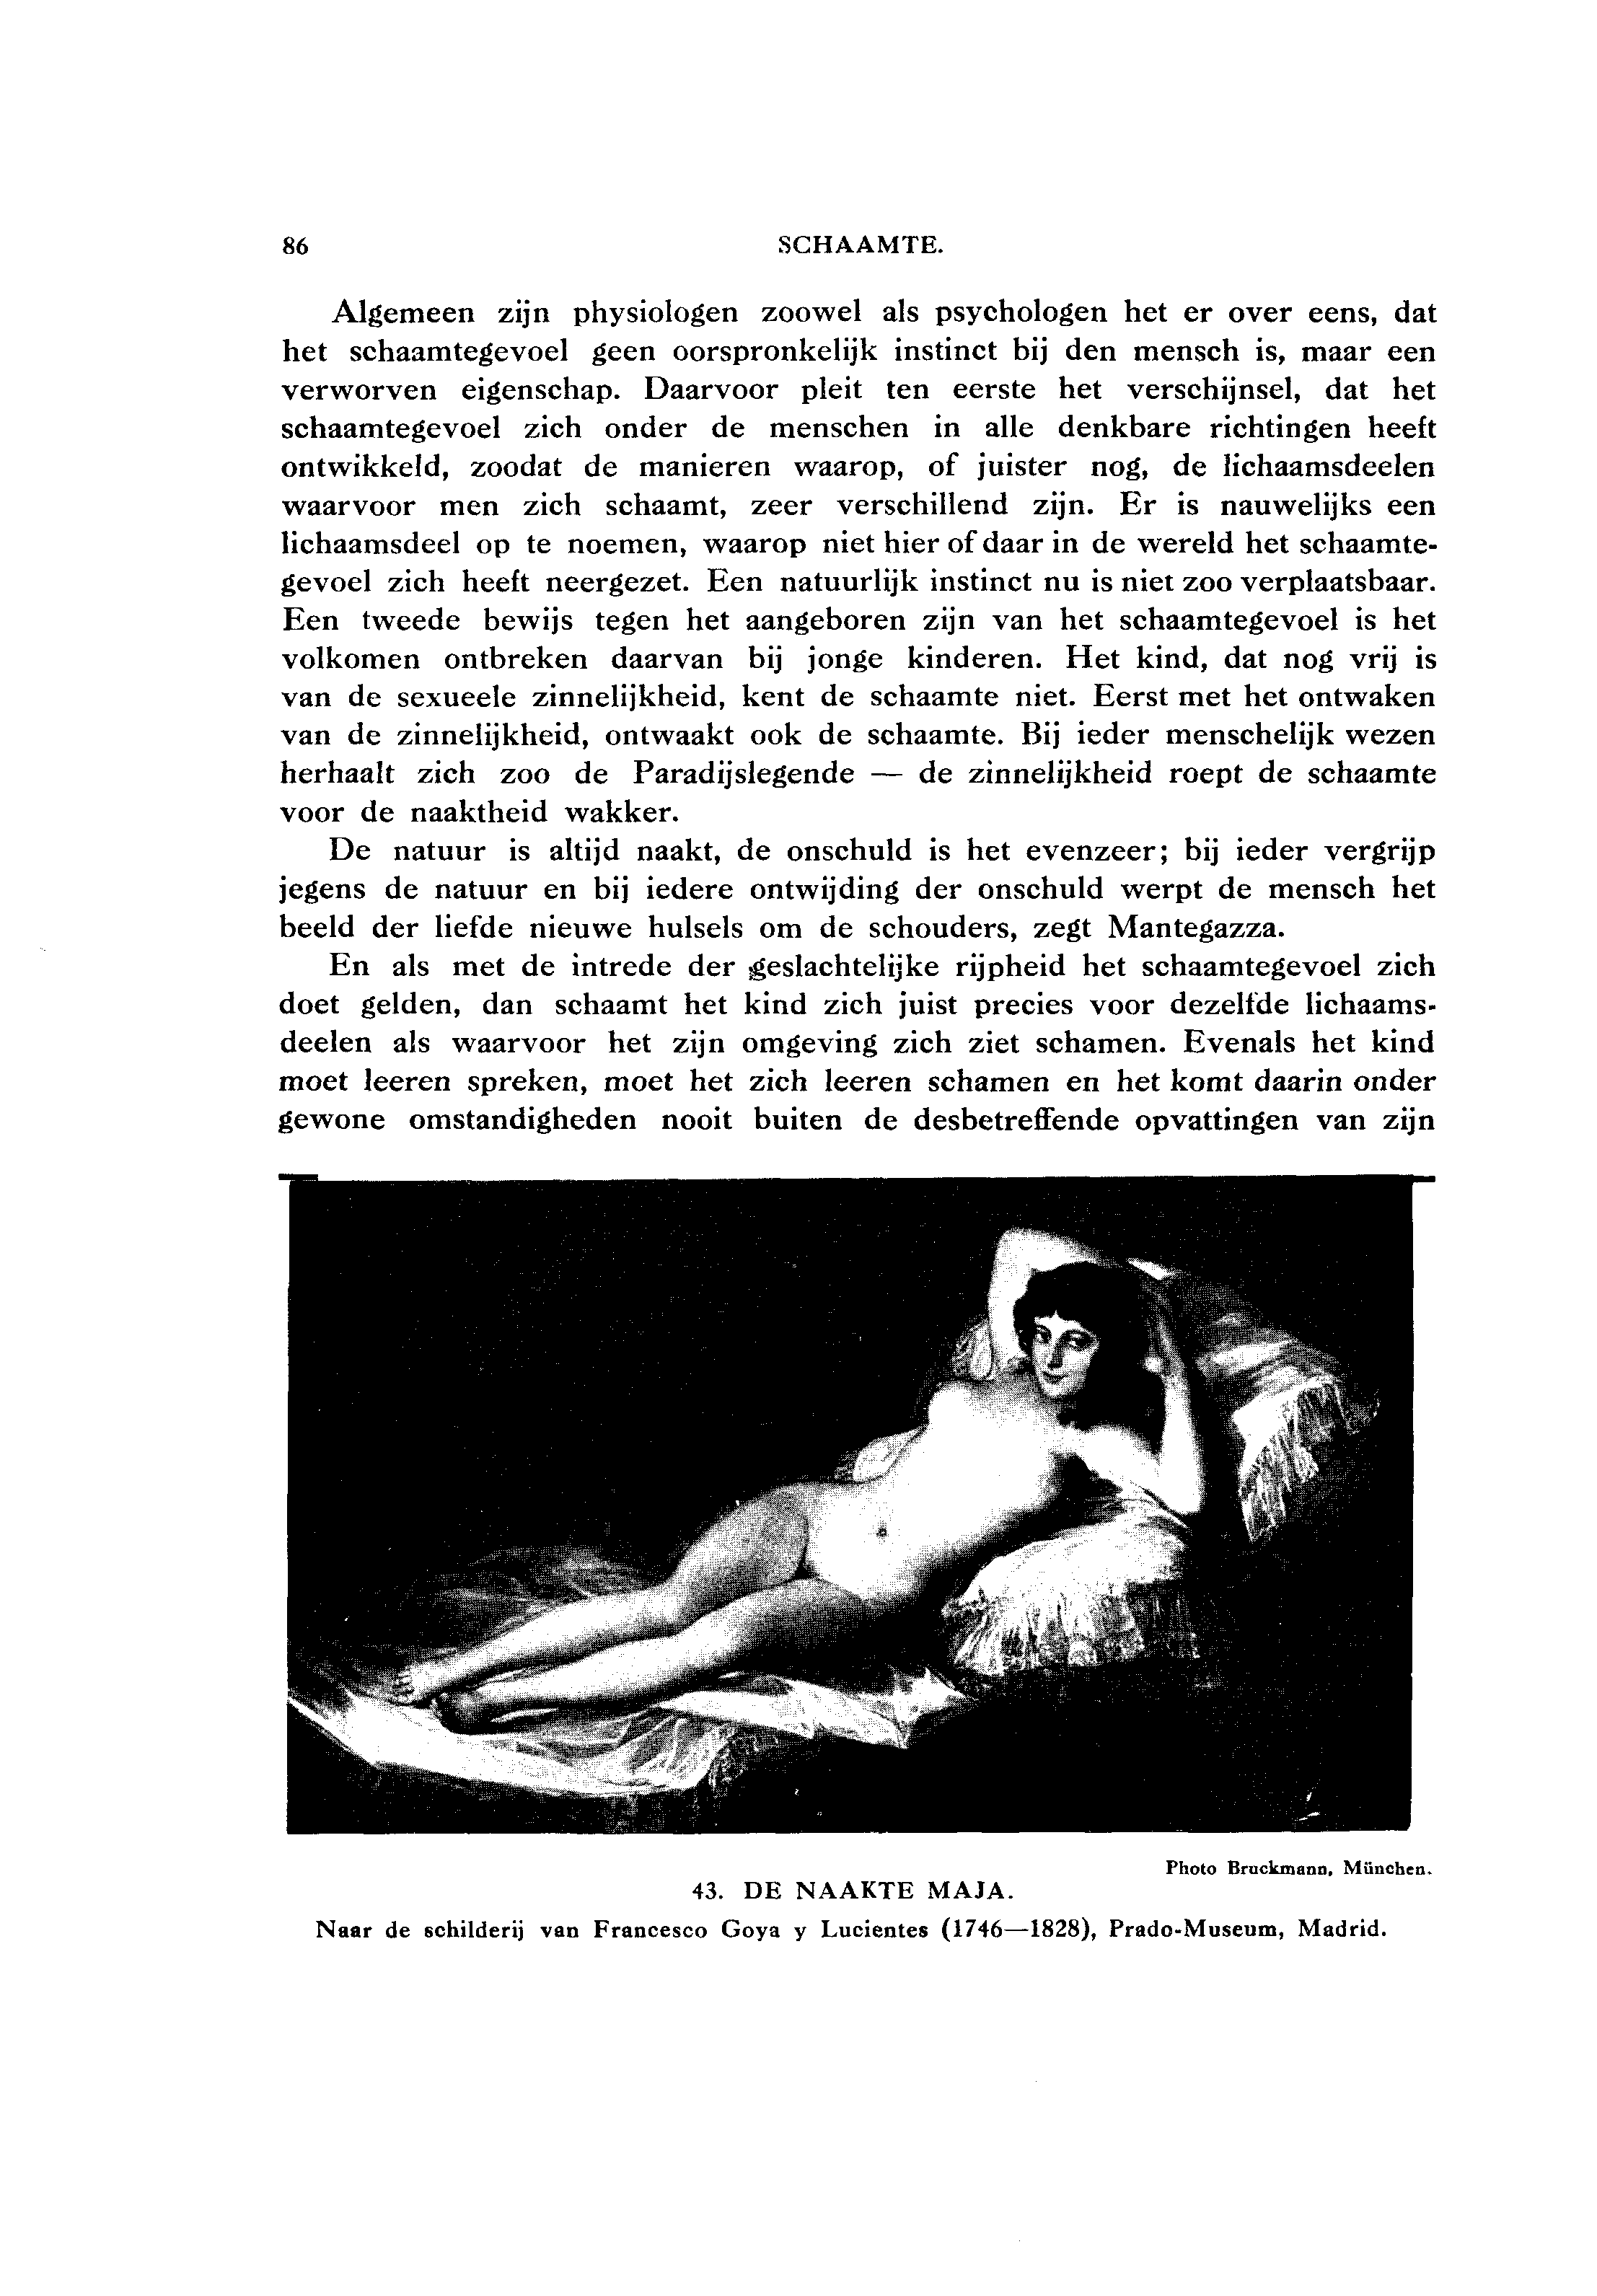 86
SCHAAMTE.
Algemeen zijn physiologen zoowel als psychologen het er over eens, dat
het schaamtegevoel geen oorspronkelijk instinct bij den mensch is, maar een
verworven eigenschap. Daarvoor pleit ten eerste het verschijnsel, dat het
schaamtegevoel zich onder de menschen in alle denkbare richtingen heeft
ontwikkeld, zoodat de manieren waarop, of juister nog, de lichaamsdeelen
waarvoor men zich schaamt, zeer verschillend zijn. Er is nauwelijks een
lichaamsdeel op te noemen, waarop niet hier of daar in de wereld het schaamte-
gevoel zich heeft neergezet. Een natuurlijk instinct nu is niet zoo verplaatsbaar.
Een tweede bewijs tegen het aangeboren zijn van het schaamtegevoel is het
volkomen ontbreken daarvan bij jonge kinderen. Het kind, dat nog vrij is
van de sexueele zinnelijkheid, kent de schaamte niet. Eerst met het ontwaken
van de zinnelijkheid, ontwaakt ook de schaamte. Bij ieder menschelijk wezen
herhaalt zich zoo de Paradijslegende — de zinnelijkheid roept de schaamte
voor de naaktheid wakker.
De natuur is altijd naakt, de onschuld is het evenzeer; bij ieder vergrijp
jegens de natuur en bij iedere ontwijding der onschuld werpt de mensch het
beeld der liefde nieuwe hulsels om de schouders, zegt Mantegazza.
En als met de intrede der geslachtelijke rijpheid het schaamtegevoel zich
doet gelden, dan schaamt het kind zich juist precies voor dezelfde lichaams-
deelen als waarvoor het zijn omgeving zich ziet schamen. Evenals het kind
moet leeren spreken, moet het zich leeren schamen en het komt daarin onder
gewone omstandigheden nooit buiten de desbetreffende opvattingen van zijn
Photo Bruckmann, München.
43. DE NAAKTE MAJA.
Naar de schilderij van Francesco Goya y Lucientes (1746—1828), Prado-Museum, Madrid.